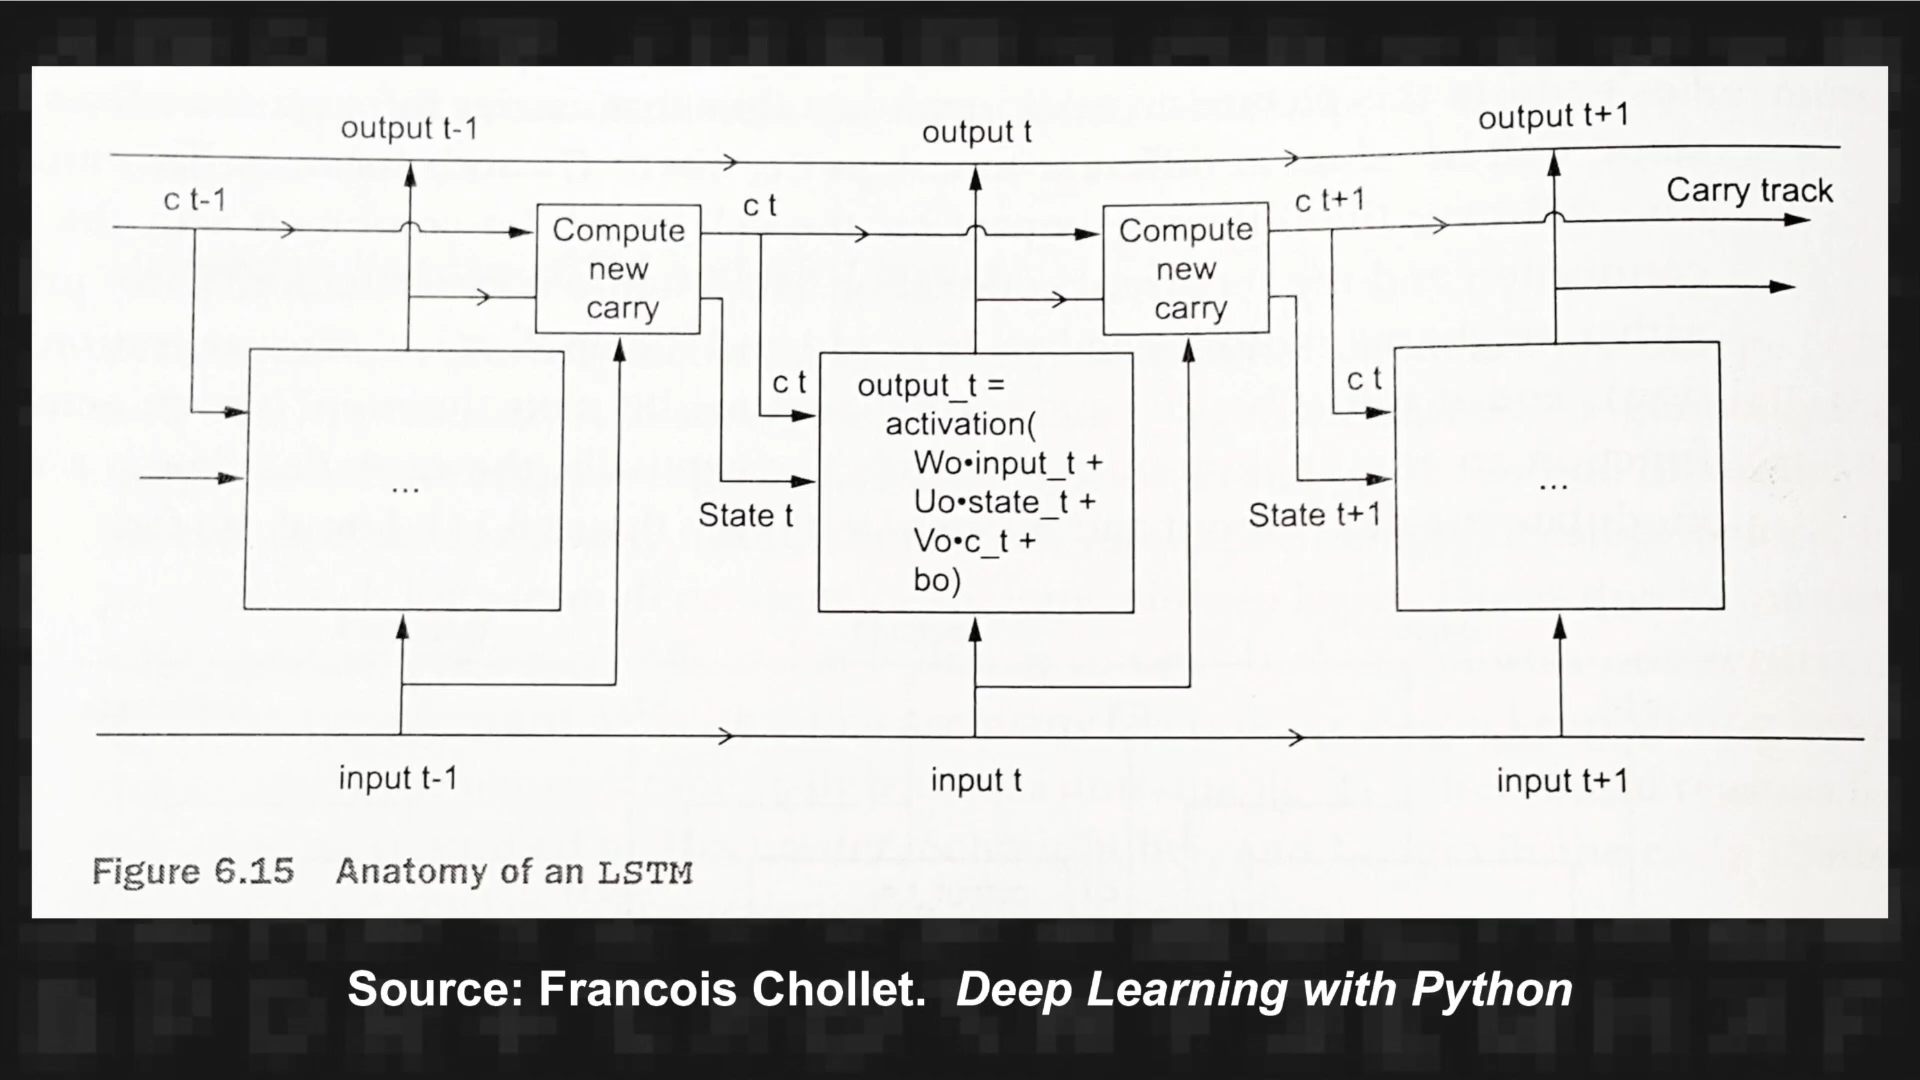 output t-1
output t
output t+1
c t-1
c t
c t+1
Carry track
Compute
new
carry
Compute
new
carry
c t
output_t =
activation(
Wo•input_t +
Uo•state_t +
Vo•c_t +
bo)
c t
...
...
State t
State t+1
input t-1
input t
input t+1
Figure 6.15 Anatomy of an LSTM
Source: Francois Chollet. Deep Learning with Python